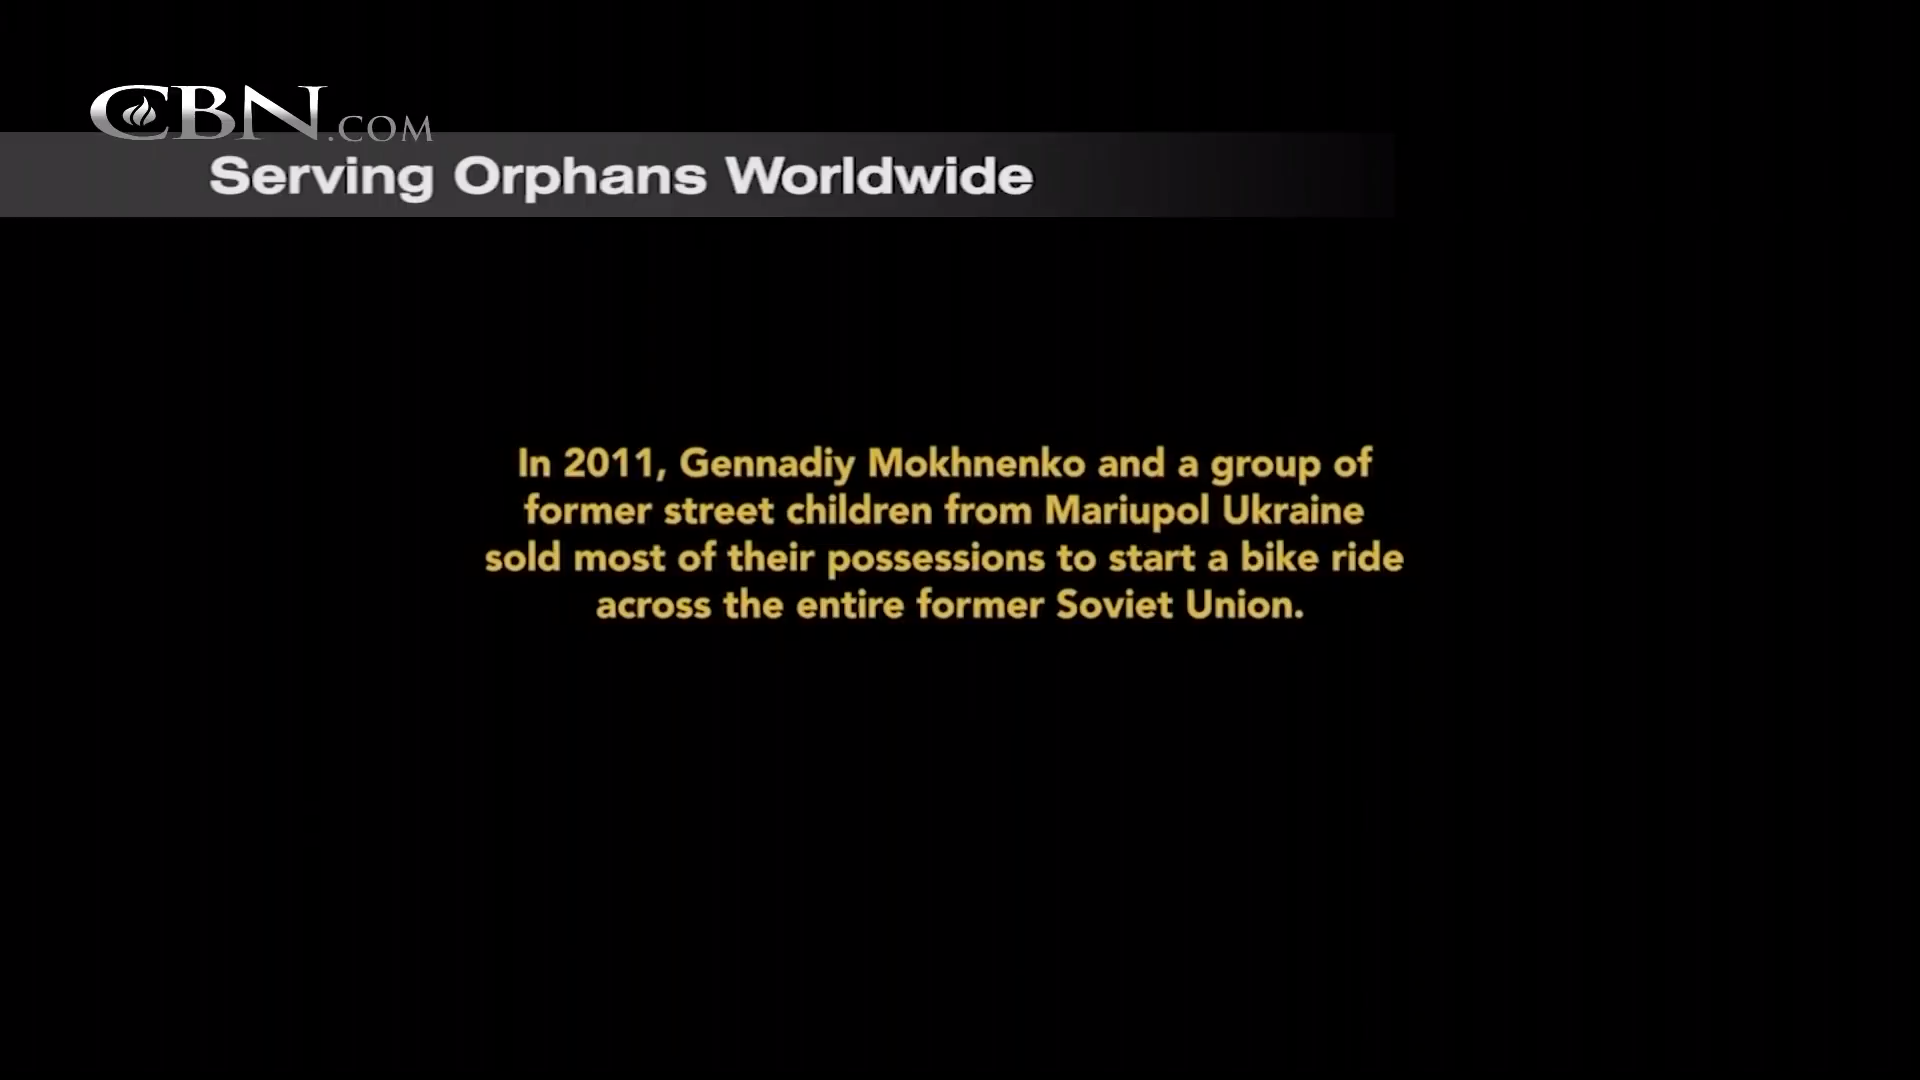 CBN.COM
Serving Orphans Worldwide
In 2011, Gennadiy Mokhnenko and a group of
former street children from Mariupol Ukraine
sold most of their possessions to start a bike ride
across the entire former Soviet Union.